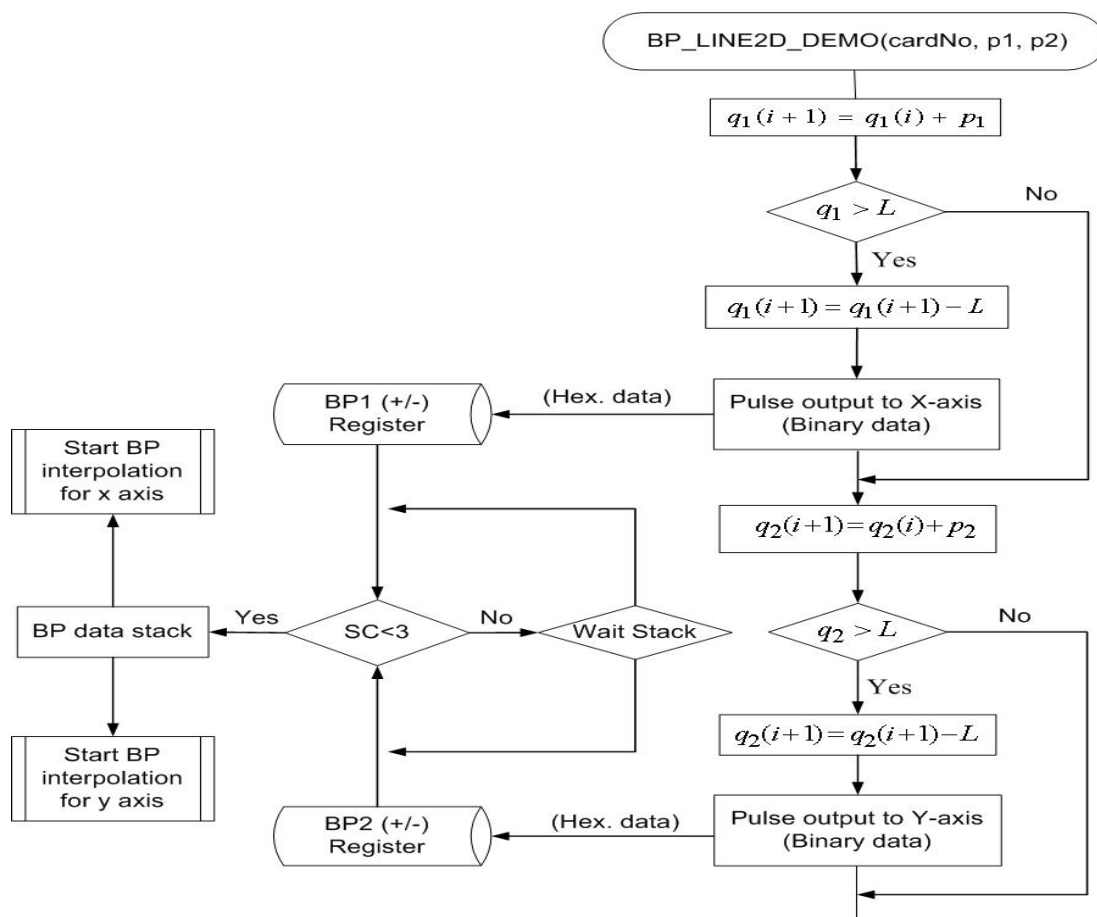 BP_LINE2D_DEMO(cardNo, p1, p2)
q₁(i+1) = q₁(i) + p₁
q₁ > L
No
Yes
q₁(i+1) = q₁(i+1) − L
Pulse output to X-axis
(Binary data)
(Hex. data)
BP1 (+/-)
Register
Start BP
interpolation
for x axis
q₂(i+1) = q₂(i) + p₂
BP data stack
Yes
SC<3
No
Wait Stack
q₂ > L
No
Yes
q₂(i+1) = q₂(i+1) − L
Start BP
interpolation
for y axis
BP2 (+/-)
Register
(Hex. data)
Pulse output to Y-axis
(Binary data)